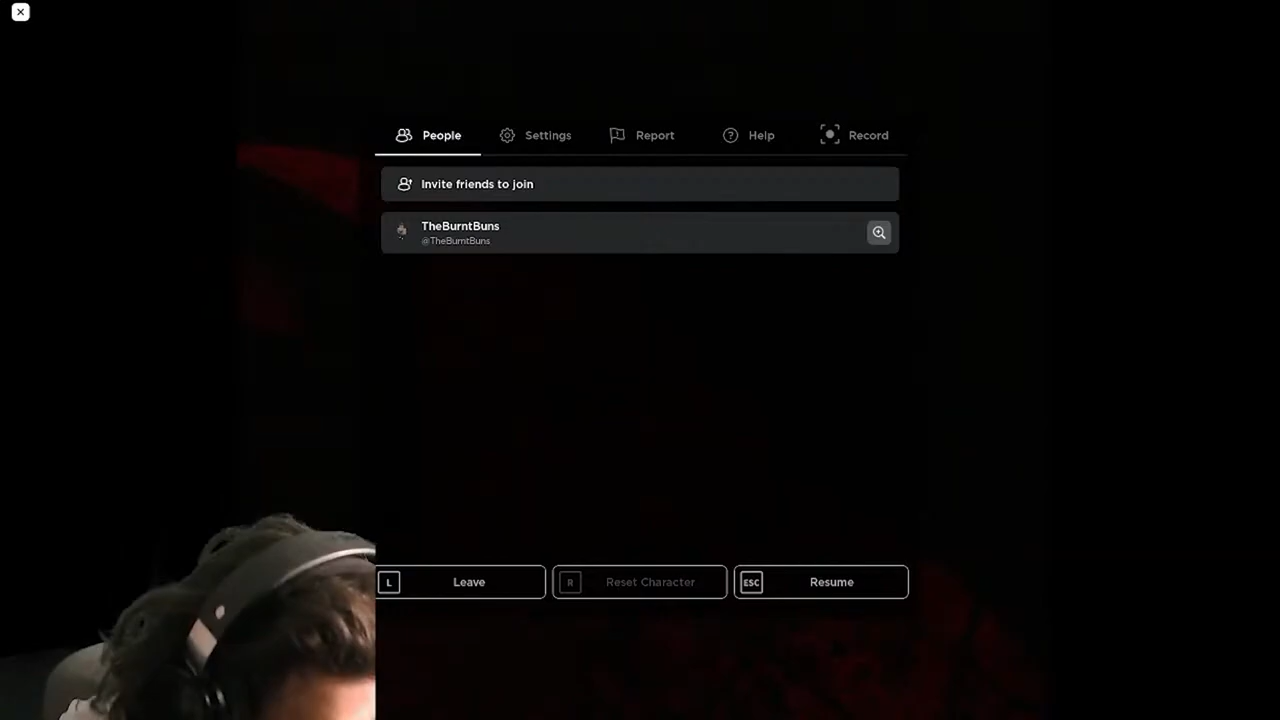 People
Settings
Report
Help
Record
Invite friends to join
TheBurntBuns
@TheBurntBuns
L Leave
R Reset Character
ESC Resume